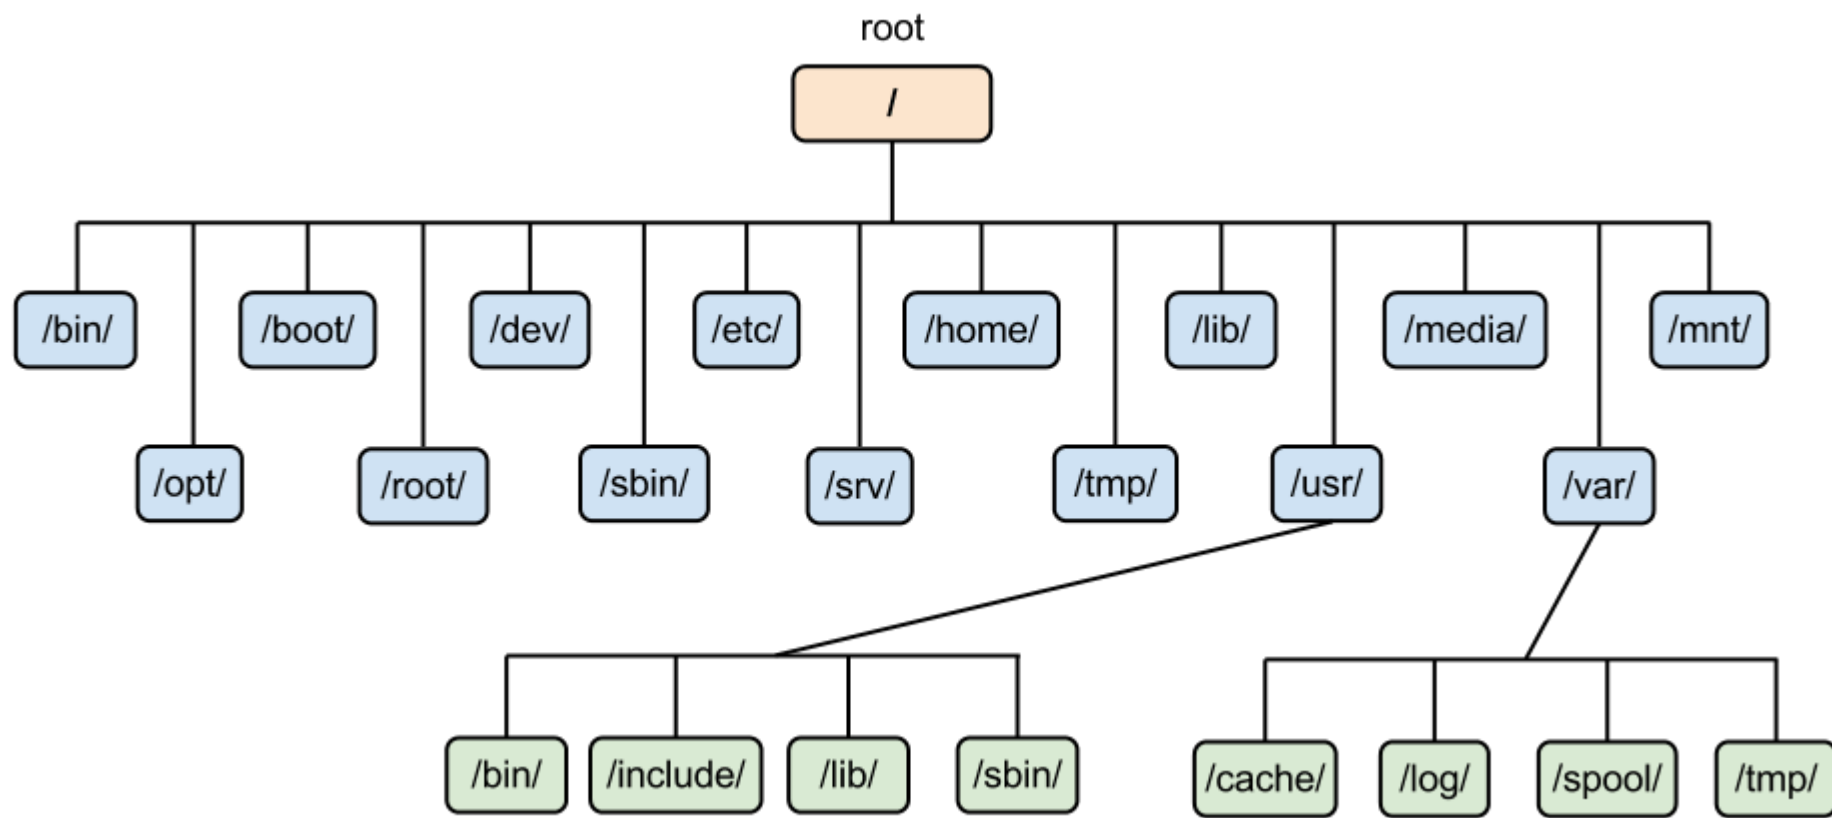 root
/
/bin/
/boot/
/dev/
/etc/
/home/
/lib/
/media/
/mnt/
/opt/
/root/
/sbin/
/srv/
/tmp/
/usr/
/var/
/bin/
/include/
/lib/
/sbin/
/cache/
/log/
/spool/
/tmp/